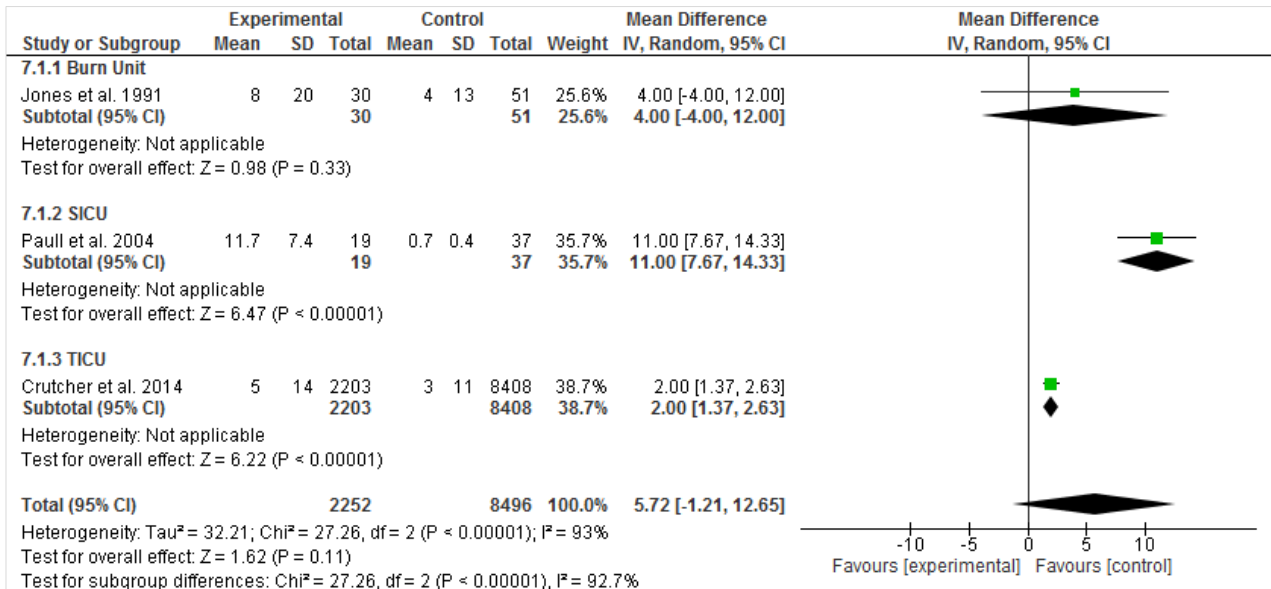 Experimental Control Mean Difference Mean Difference
Study or Subgroup Mean SD Total Mean SD Total Weight IV, Random, 95% CI IV, Random, 95% CI
7.1.1 Burn Unit
Jones et al. 1991 8 20 30 4 13 51 25.6% 4.00 [-4.00, 12.00]
Subtotal (95% CI) 30 51 25.6% 4.00 [-4.00, 12.00]
Heterogeneity: Not applicable
Test for overall effect: Z = 0.98 (P = 0.33)
7.1.2 SICU
Paull et al. 2004 11.7 7.4 19 0.7 0.4 37 35.7% 11.00 [7.67, 14.33]
Subtotal (95% CI) 19 37 35.7% 11.00 [7.67, 14.33]
Heterogeneity: Not applicable
Test for overall effect: Z = 6.47 (P < 0.00001)
7.1.3 TICU
Crutcher et al. 2014 5 14 2203 3 11 8408 38.7% 2.00 [1.37, 2.63]
Subtotal (95% CI) 2203 8408 38.7% 2.00 [1.37, 2.63]
Heterogeneity: Not applicable
Test for overall effect: Z = 6.22 (P < 0.00001)
Total (95% CI) 2252 8496 100.0% 5.72 [-1.21, 12.65]
Heterogeneity: Tau² = 32.21; Chi² = 27.26, df = 2 (P < 0.00001); I² = 93%
Test for overall effect: Z = 1.62 (P = 0.11)
Test for subgroup differences: Chi² = 27.26, df = 2 (P < 0.00001), I² = 92.7%
-10 -5 0 5 10
Favours [experimental] Favours [control]